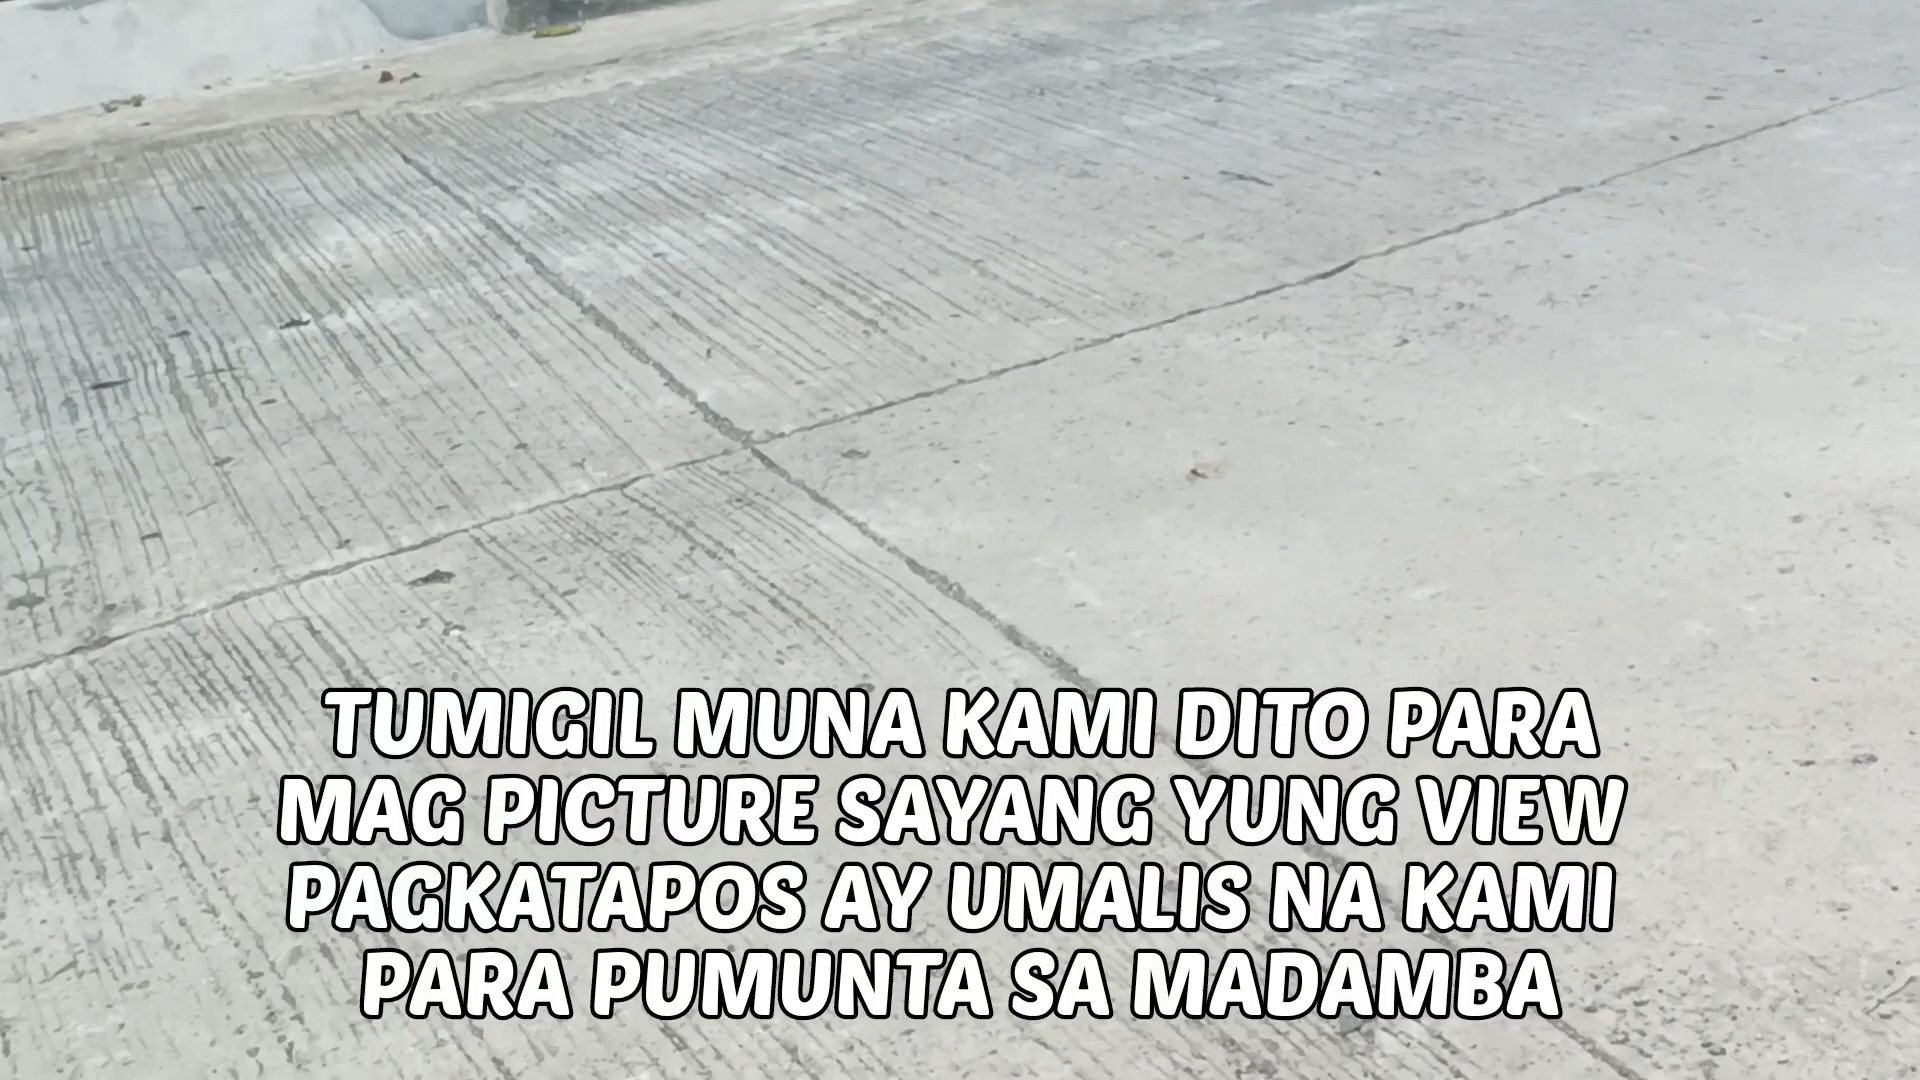 TUMIGIL MUNA KAMI DITO PARA
MAG PICTURE SAYANG YUNG VIEW
PAGKATAPOS AY UMALIS NA KAMI
PARA PUMUNTA SA MADAMBA